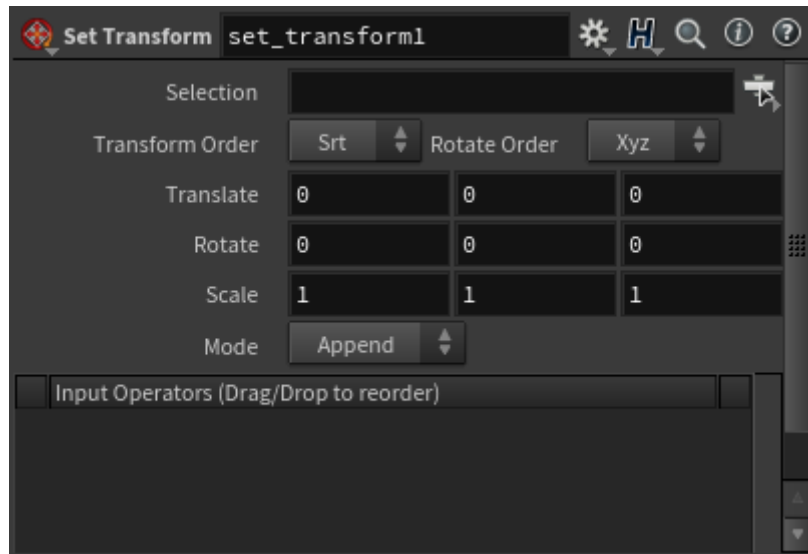 Set Transform set_transform1
Selection
Transform Order Srt Rotate Order Xyz
Translate 0 0 0
Rotate 0 0 0
Scale 1 1 1
Mode Append
Input Operators (Drag/Drop to reorder)